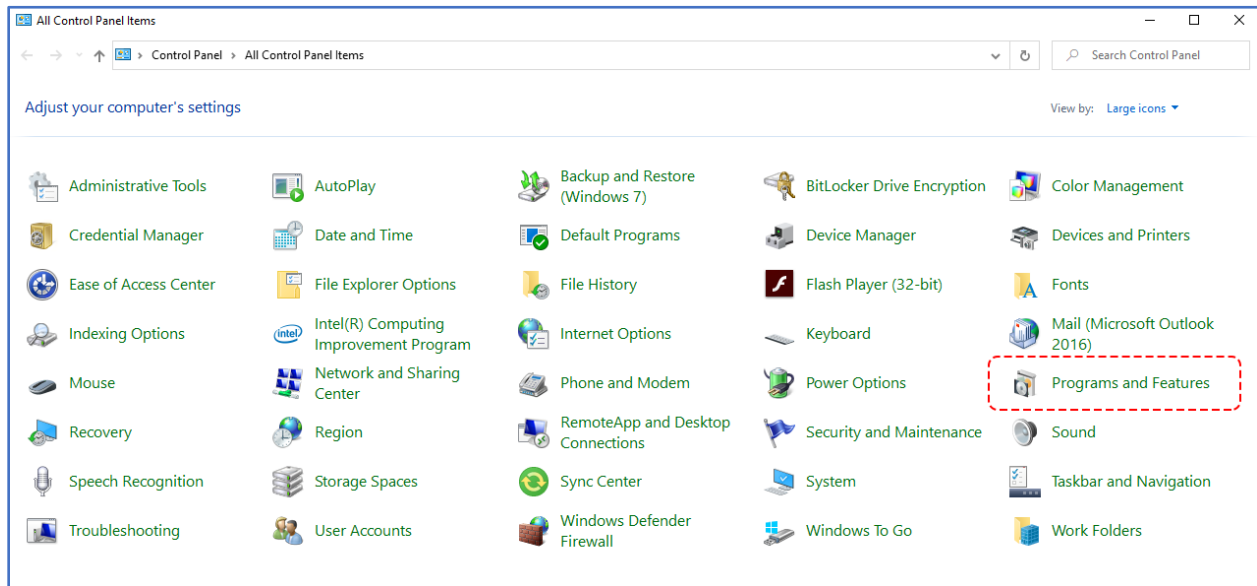 All Control Panel Items
Control Panel › All Control Panel Items
Search Control Panel
Adjust your computer's settings
View by: Large icons
Administrative Tools
AutoPlay
Backup and Restore
(Windows 7)
BitLocker Drive Encryption
Color Management
Credential Manager
Date and Time
Default Programs
Device Manager
Devices and Printers
Ease of Access Center
File Explorer Options
File History
Flash Player (32-bit)
Fonts
Indexing Options
intel
Intel(R) Computing
Improvement Program
Internet Options
Keyboard
Mail (Microsoft Outlook
2016)
Mouse
Network and Sharing
Center
Phone and Modem
Power Options
Programs and Features
Recovery
Region
RemoteApp and Desktop
Connections
Security and Maintenance
Sound
Speech Recognition
Storage Spaces
Sync Center
System
Taskbar and Navigation
Troubleshooting
User Accounts
Windows Defender
Firewall
Windows To Go
Work Folders